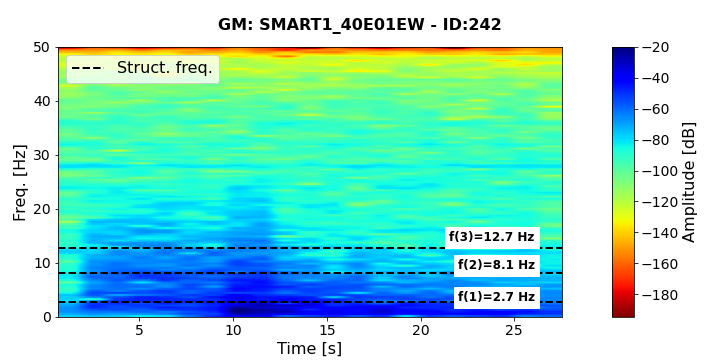 GM: SMART1_40E01EW - ID:242
Struct. freq.
Freq. [Hz]
50
40
30
20
10
0
f(3)=12.7 Hz
f(2)=8.1 Hz
f(1)=2.7 Hz
5 10 15 20 25
Time [s]
−20
−40
−60
−80
−100
−120
−140
−160
−180
Amplitude [dB]